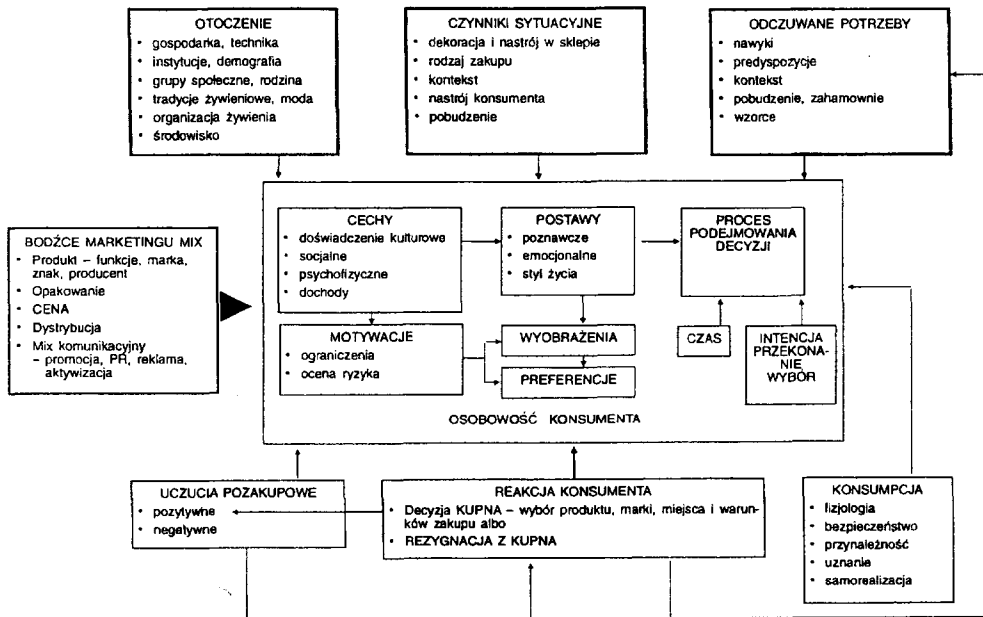 OTOCZENIE
• gospodarka, technika
• instytucje, demografia
• grupy społeczne, rodzina
• tradycje żywieniowe, moda
• organizacja żywienia
• środowisko
CZYNNIKI SYTUACYJNE
• dekoracja i nastrój w sklepie
• rodzaj zakupu
• kontekst
• nastrój konsumenta
• pobudzenie
ODCZUWANE POTRZEBY
• nawyki
• predyspozycje
• kontekst
• pobudzenie, zahamownie
• wzorce
BODŹCE MARKETINGU MIX
• Produkt – funkcje, marka,
znak, producent
• Opakowanie
• CENA
• Dystrybucja
• Mix komunikacyjny
– promocja, PR, reklama,
aktywizacja
CECHY
• doświadczenie kulturowe
• socjalne
• psychofizyczne
• dochody
POSTAWY
• poznawcze
• emocjonalne
• styl życia
PROCES
PODEJMOWANIA
DECYZJI
MOTYWACJE
• ograniczenia
• ocena ryzyka
WYOBRAŻENIA
PREFERENCJE
CZAS
INTENCJA
PRZEKONA-
NIE
WYBÓR
OSOBOWOŚĆ KONSUMENTA
UCZUCIA POZAKUPOWE
• pozytywne
• negatywne
REAKCJA KONSUMENTA
• Decyzja KUPNA – wybór produktu, marki, miejsca i warun-
ków zakupu albo
• REZYGNACJA Z KUPNA
KONSUMPCJA
• fizjologia
• bezpieczeństwo
• przynależność
• uznanie
• samorealizacja